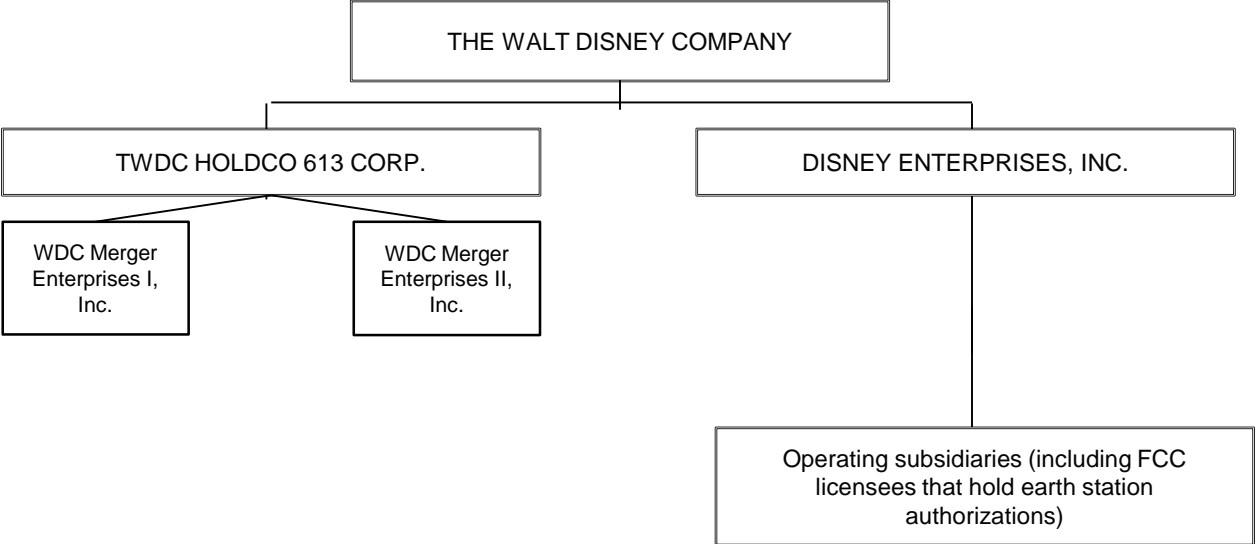 THE WALT DISNEY COMPANY
TWDC HOLDCO 613 CORP.
DISNEY ENTERPRISES, INC.
WDC Merger
Enterprises I,
Inc.
WDC Merger
Enterprises II,
Inc.
Operating subsidiaries (including FCC
licensees that hold earth station
authorizations)